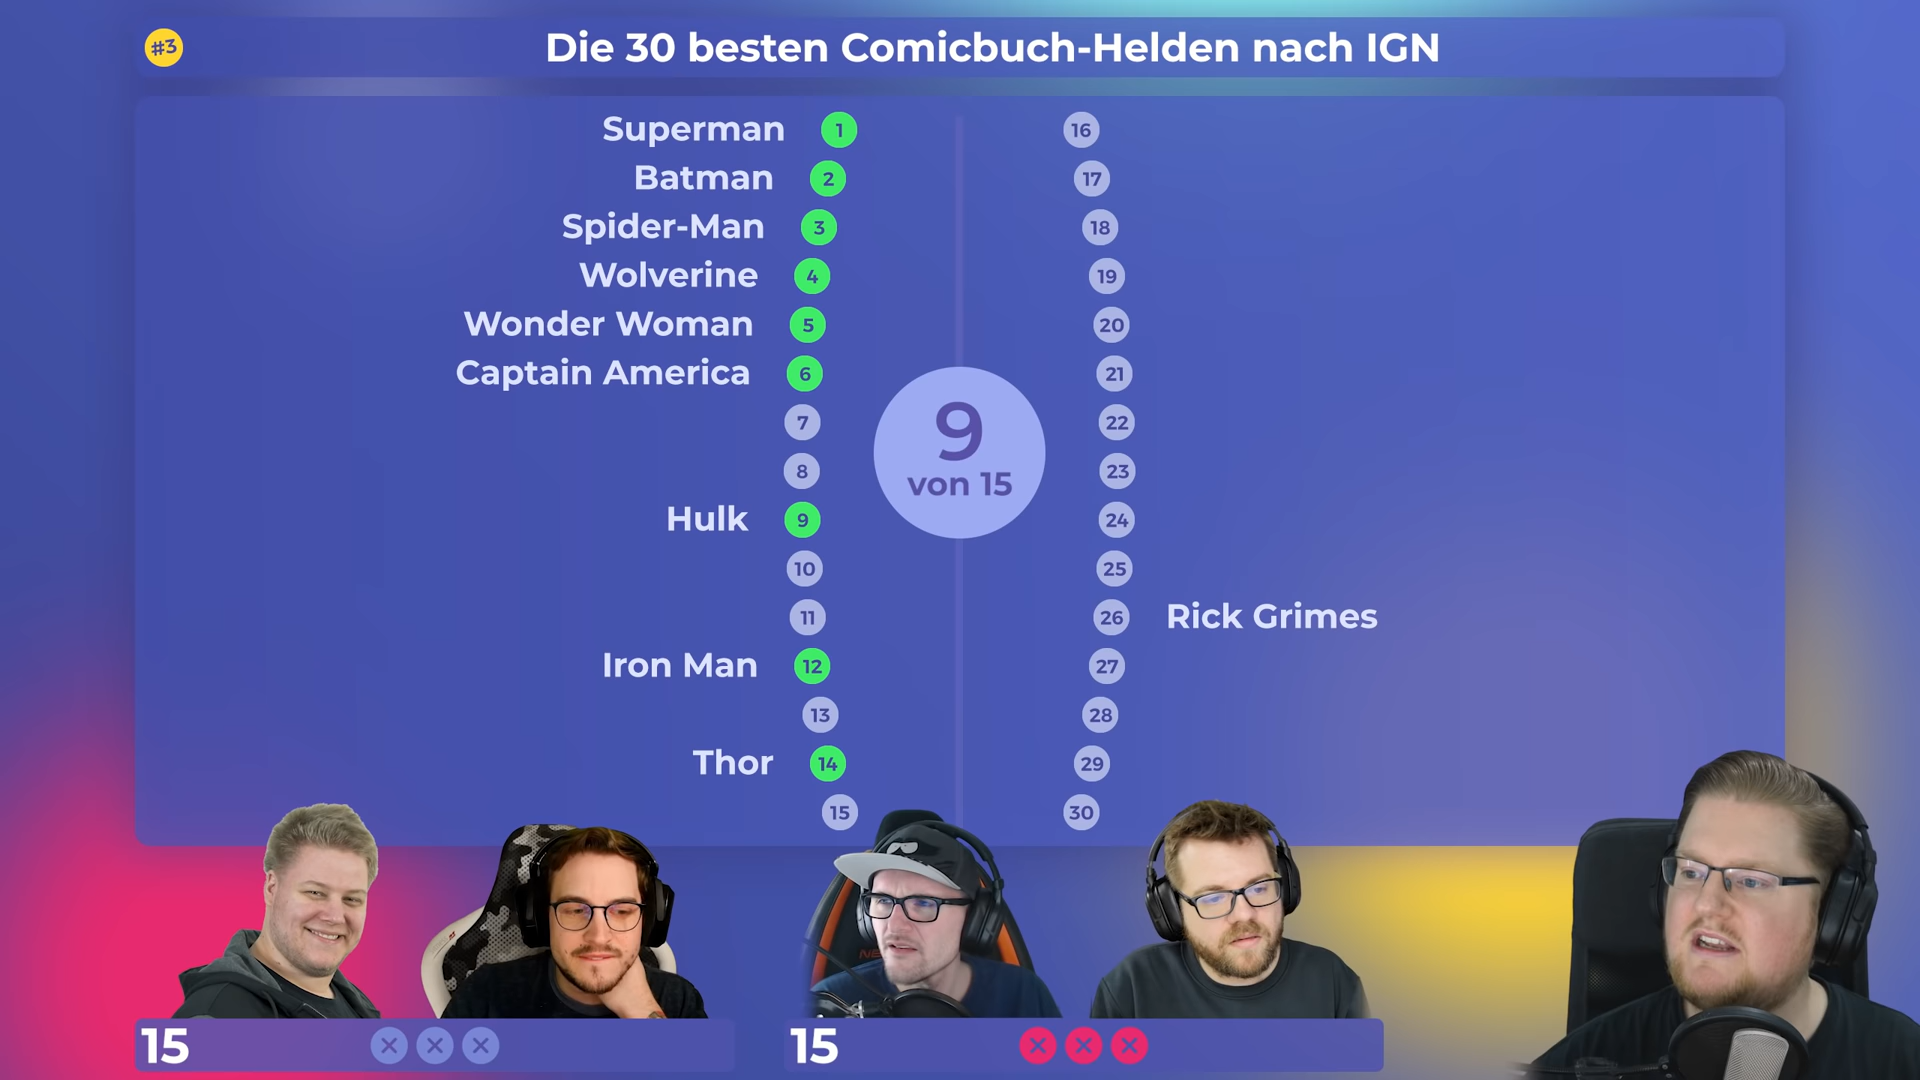 #3
Die 30 besten Comicbuch-Helden nach IGN
Superman 1
Batman 2
Spider-Man 3
Wolverine 4
Wonder Woman 5
Captain America 6
7
8
Hulk 9
10
11
Iron Man 12
13
Thor 14
15
9
von 15
16
17
18
19
20
21
22
23
24
25
26 Rick Grimes
27
28
29
30
15
15